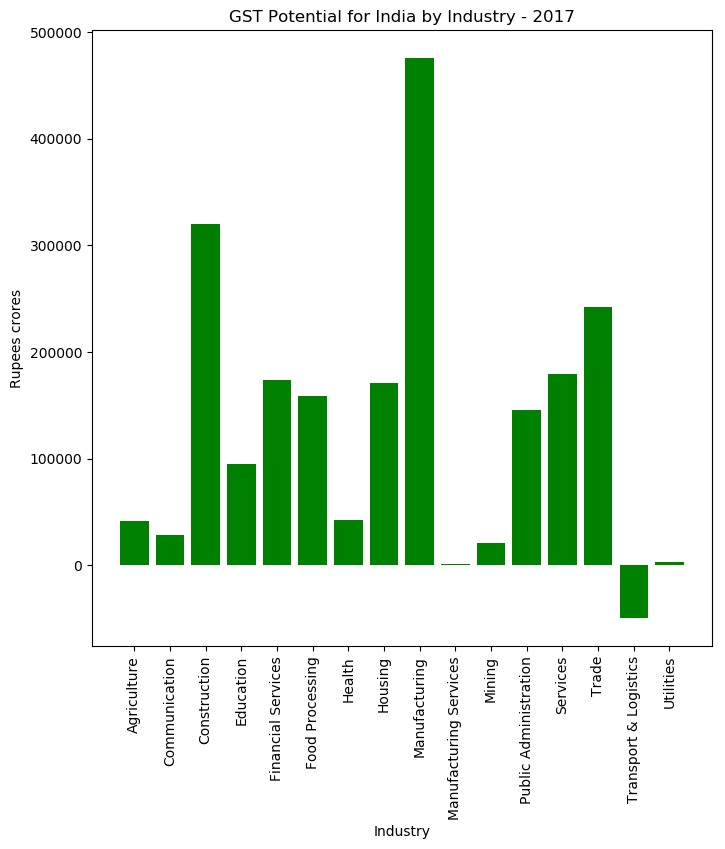 GST Potential for India by Industry - 2017
500000
400000
300000
200000
100000
0
Rupees crores
Agriculture
Communication
Construction
Education
Financial Services
Food Processing
Health
Housing
Manufacturing
Manufacturing Services
Mining
Public Administration
Services
Trade
Transport & Logistics
Utilities
Industry